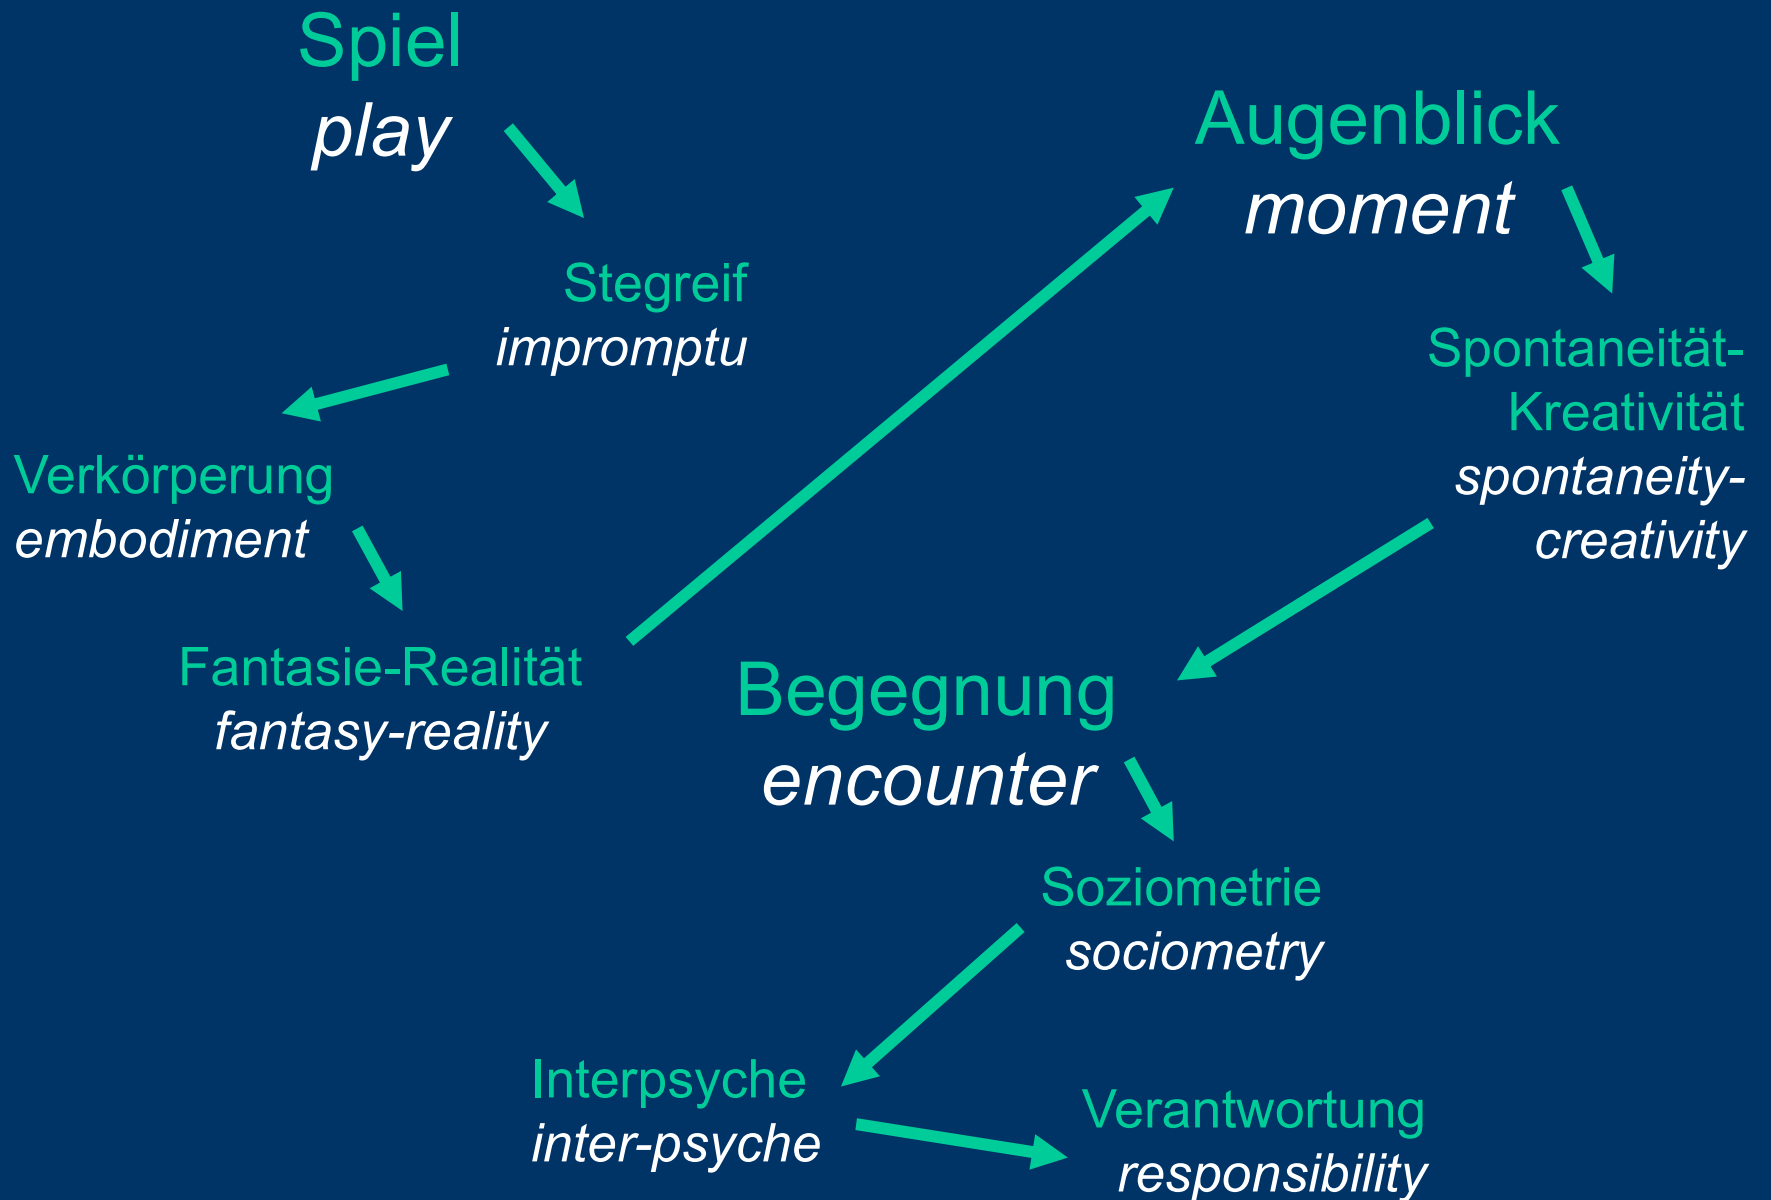 Spiel
play
Stegreif
impromptu
Verkörperung
embodiment
Fantasie-Realität
fantasy-reality
Augenblick
moment
Spontaneität-
Kreativität
spontaneity-
creativity
Begegnung
encounter
Soziometrie
sociometry
Interpsyche
inter-psyche
Verantwortung
responsibility